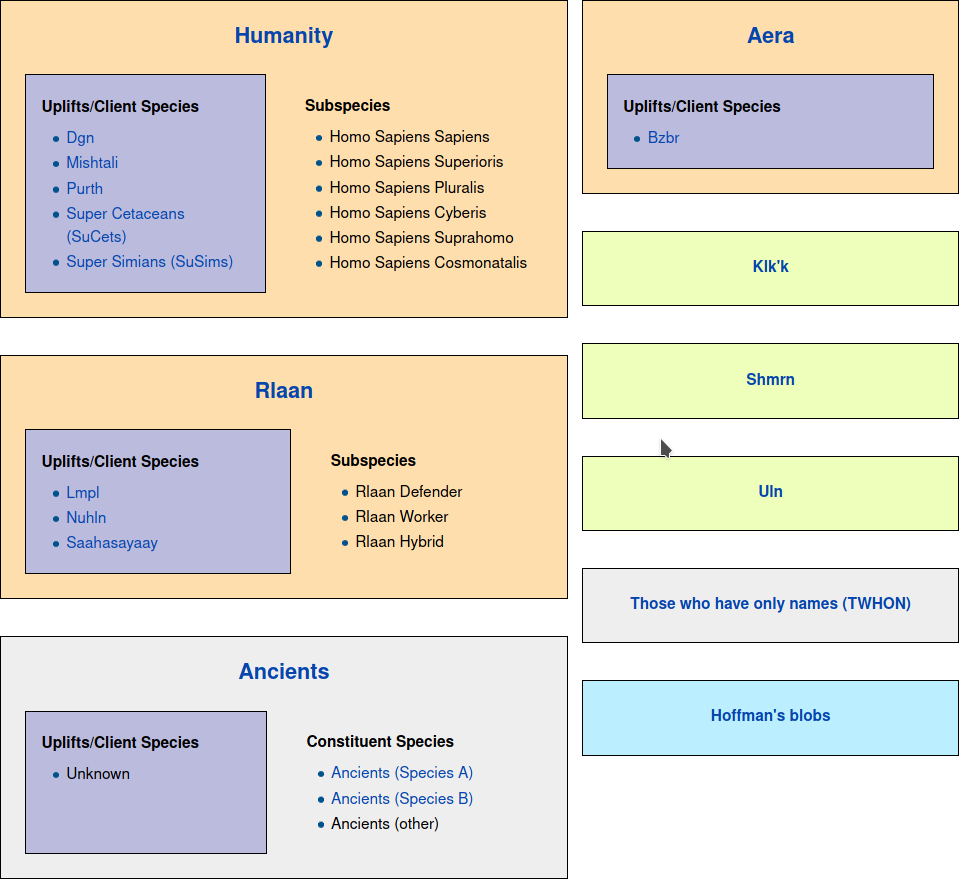 Humanity
Uplifts/Client Species
Dgn
Mishtali
Purth
Super Cetaceans
(SuCets)
Super Simians (SuSims)
Subspecies
Homo Sapiens Sapiens
Homo Sapiens Superioris
Homo Sapiens Pluralis
Homo Sapiens Cyberis
Homo Sapiens Suprahomo
Homo Sapiens Cosmonatalis
Rlaan
Uplifts/Client Species
Lmpl
Nuhln
Saahasayaay
Subspecies
Rlaan Defender
Rlaan Worker
Rlaan Hybrid
Ancients
Uplifts/Client Species
Unknown
Constituent Species
Ancients (Species A)
Ancients (Species B)
Ancients (other)
Aera
Uplifts/Client Species
Bzbr
Klk'k
Shmrn
Uln
Those who have only names (TWHON)
Hoffman's blobs